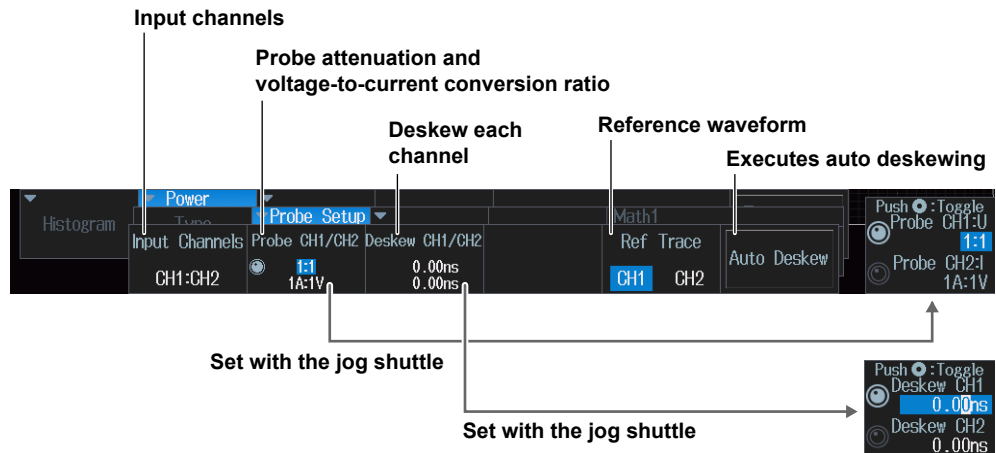 Input channels
Probe attenuation and
voltage-to-current conversion ratio
Deskew each
channel
Reference waveform
Executes auto deskewing
Power
Histogram
Type
Probe Setup
Math1
Input Channels
CH1:CH2
Probe CH1/CH2
1:1
1A:1V
Deskew CH1/CH2
0.00ns
0.00ns
Ref Trace
CH1 CH2
Auto Deskew
Push :Toggle
Probe CH1:U
1:1
Probe CH2:I
1A:1V
Set with the jog shuttle
Push :Toggle
Deskew CH1
0.00ns
Deskew CH2
0.00ns
Set with the jog shuttle